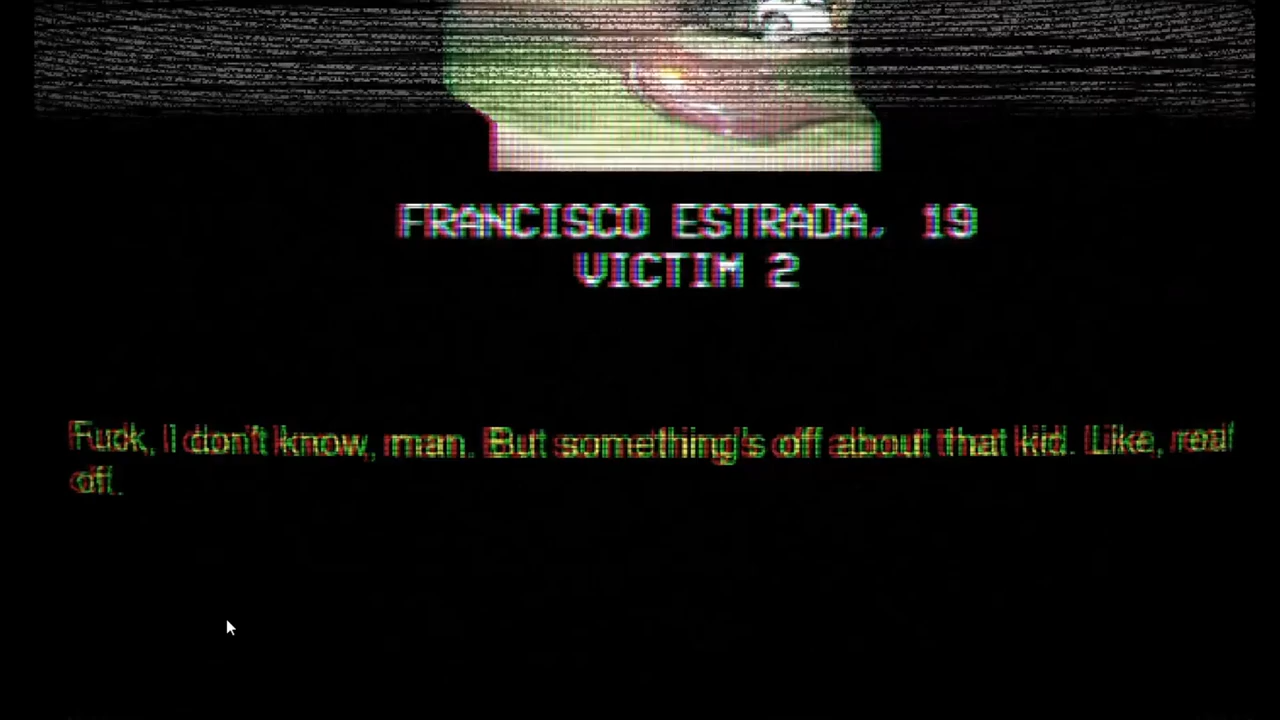 FRANCISCO ESTRADA, 19
VICTIM 2
Fuck, I don't know, man. But something's off about that kid. Like, real
off.